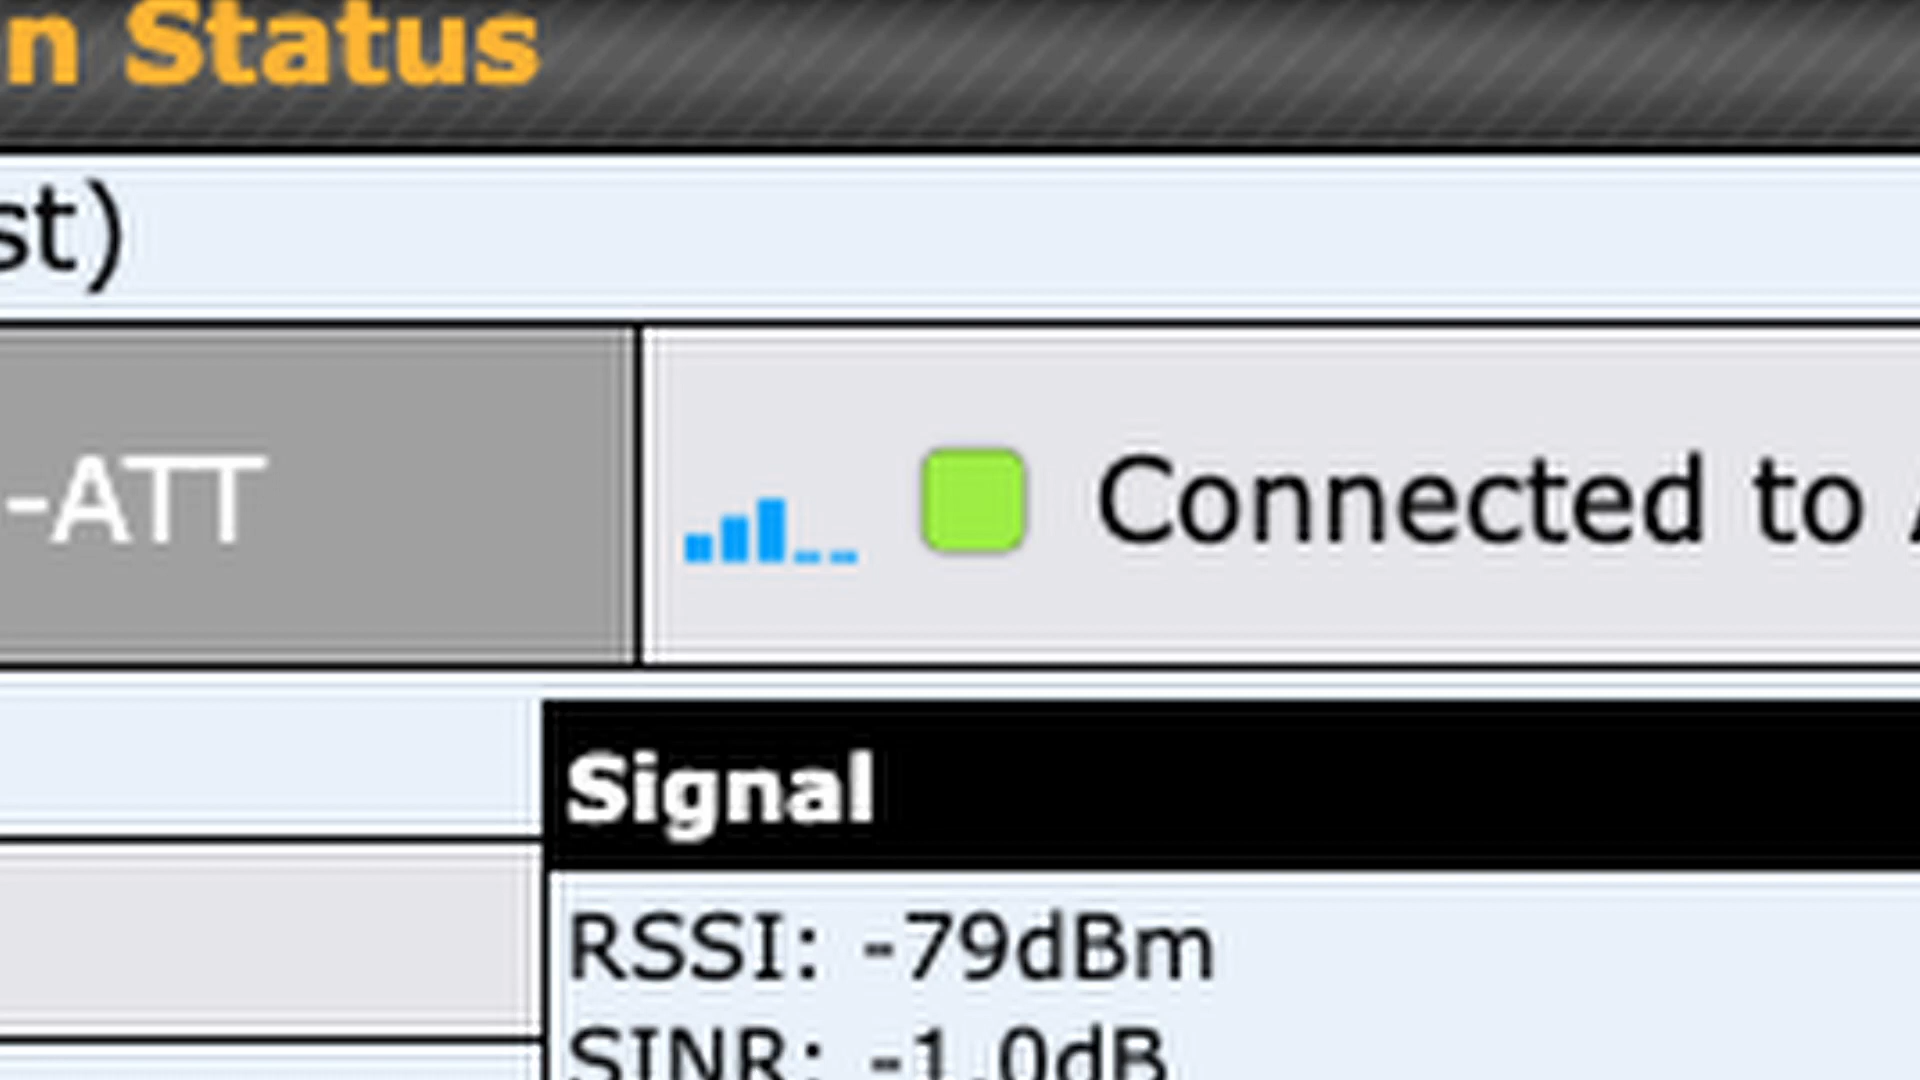 n Status
st)
-ATT
Connected to
Signal
RSSI: -79dBm
SINR: -1.0dB